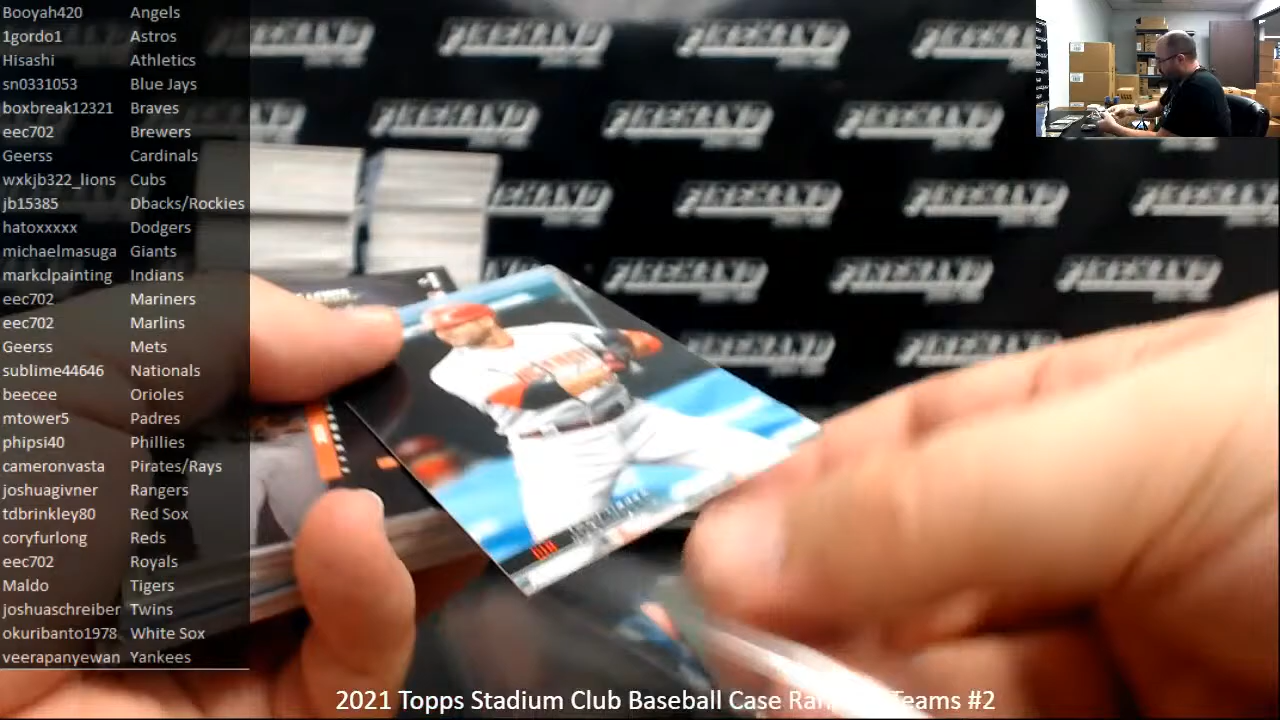 Booyah420 Angels
1gordo1 Astros
Hisashi Athletics
sn0331053 Blue Jays
boxbreak12321 Braves
eec702 Brewers
Geerss Cardinals
wxkjb322_lions Cubs
jb15385 Dbacks/Rockies
hatoxxxxx Dodgers
michaelmasuga Giants
markclpainting Indians
eec702 Mariners
eec702 Marlins
Geerss Mets
sublime44646 Nationals
beecee Orioles
mtower5 Padres
phipsi40 Phillies
cameronvasta Pirates/Rays
joshuagivner Rangers
tdbrinkley80 Red Sox
coryfurlong Reds
eec702 Royals
Maldo Tigers
joshuaschreiber Twins
okuribanto1978 White Sox
veerapanyewan Yankees
FIREHAND
2021 Topps Stadium Club Baseball Case Teams #2